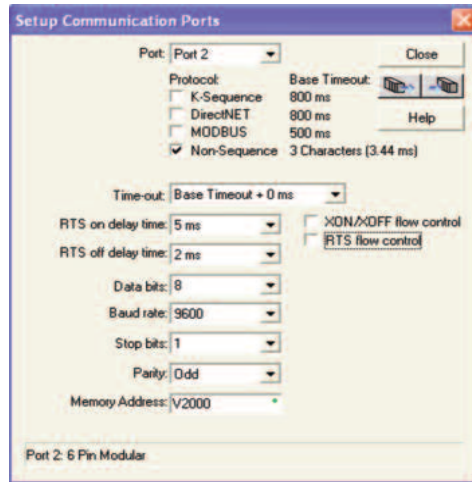 Setup Communication Ports
Port: Port 2 Close
Protocol: Base Timeout:
K-Sequence 800 ms
DirectNET 800 ms Help
MODBUS 500 ms
Non-Sequence 3 Characters (3.44 ms)
Time-out: Base Timeout + 0 ms
RTS on delay time: 5 ms XON/XOFF flow control
RTS off delay time: 2 ms RTS flow control
Data bits: 8
Baud rate: 9600
Stop bits: 1
Parity: Odd
Memory Address: V2000
Port 2: 6 Pin Modular